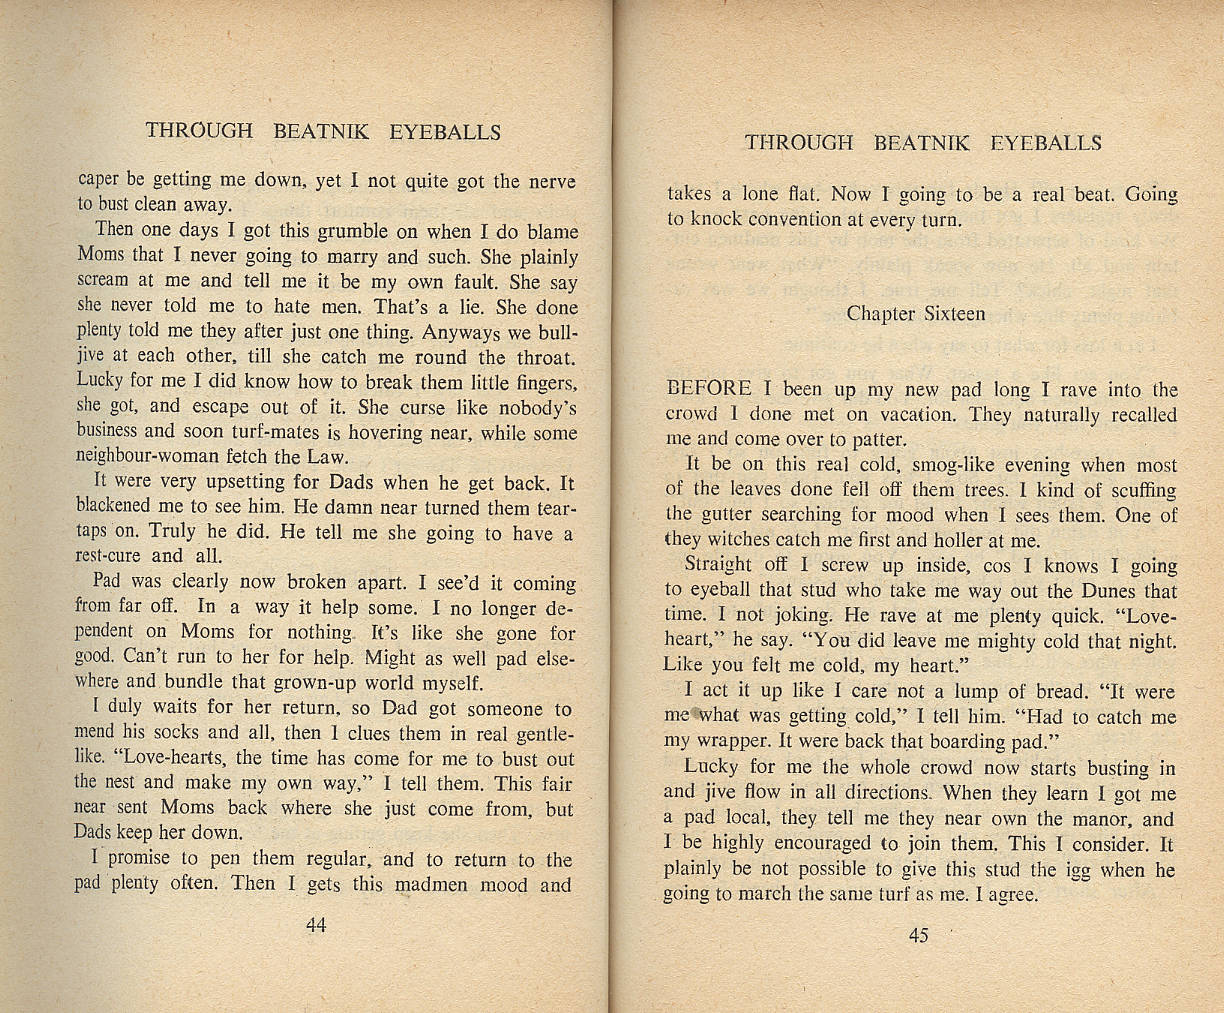 THROUGH BEATNIK EYEBALLS
caper be getting me down, yet I not quite got the nerve
to bust clean away.
Then one days I got this grumble on when I do blame
Moms that I never going to marry and such. She plainly
scream at me and tell me it be my own fault. She say
she never told me to hate men. That's a lie. She done
plenty told me they after just one thing. Anyways we bull-
jive at each other, till she catch me round the throat.
Lucky for me I did know how to break them little fingers,
she got, and escape out of it. She curse like nobody's
business and soon turf-mates is hovering near, while some
neighbour-woman fetch the Law.
It were very upsetting for Dads when he get back. It
blackened me to see him. He damn near turned them tear-
taps on. Truly he did. He tell me she going to have a
rest-cure and all.
Pad was clearly now broken apart. I see'd it coming
from far off. In a way it help some. I no longer de-
pendent on Moms for nothing. It's like she gone for
good. Can't run to her for help. Might as well pad else-
where and bundle that grown-up world myself.
I duly waits for her return, so Dad got someone to
mend his socks and all, then I clues them in real gentle-
like. “Love-hearts, the time has come for me to bust out
the nest and make my own way,” I tell them. This fair
near sent Moms back where she just come from, but
Dads keep her down.
I promise to pen them regular, and to return to the
pad plenty often. Then I gets this madmen mood and
44
THROUGH BEATNIK EYEBALLS
takes a lone flat. Now I going to be a real beat. Going
to knock convention at every turn.
Chapter Sixteen
BEFORE I been up my new pad long I rave into the
crowd I done met on vacation. They naturally recalled
me and come over to patter.
It be on this real cold, smog-like evening when most
of the leaves done fell off them trees. I kind of scuffing
the gutter searching for mood when I sees them. One of
they witches catch me first and holler at me.
Straight off I screw up inside, cos I knows I going
to eyeball that stud who take me way out the Dunes that
time. I not joking. He rave at me plenty quick. “Love-
heart,” he say. “You did leave me mighty cold that night.
Like you felt me cold, my heart.”
I act it up like I care not a lump of bread. “It were
me what was getting cold,” I tell him. “Had to catch me
my wrapper. It were back that boarding pad.”
Lucky for me the whole crowd now starts busting in
and jive flow in all directions. When they learn I got me
a pad local, they tell me they near own the manor, and
I be highly encouraged to join them. This I consider. It
plainly be not possible to give this stud the igg when he
going to march the same turf as me. I agree.
45